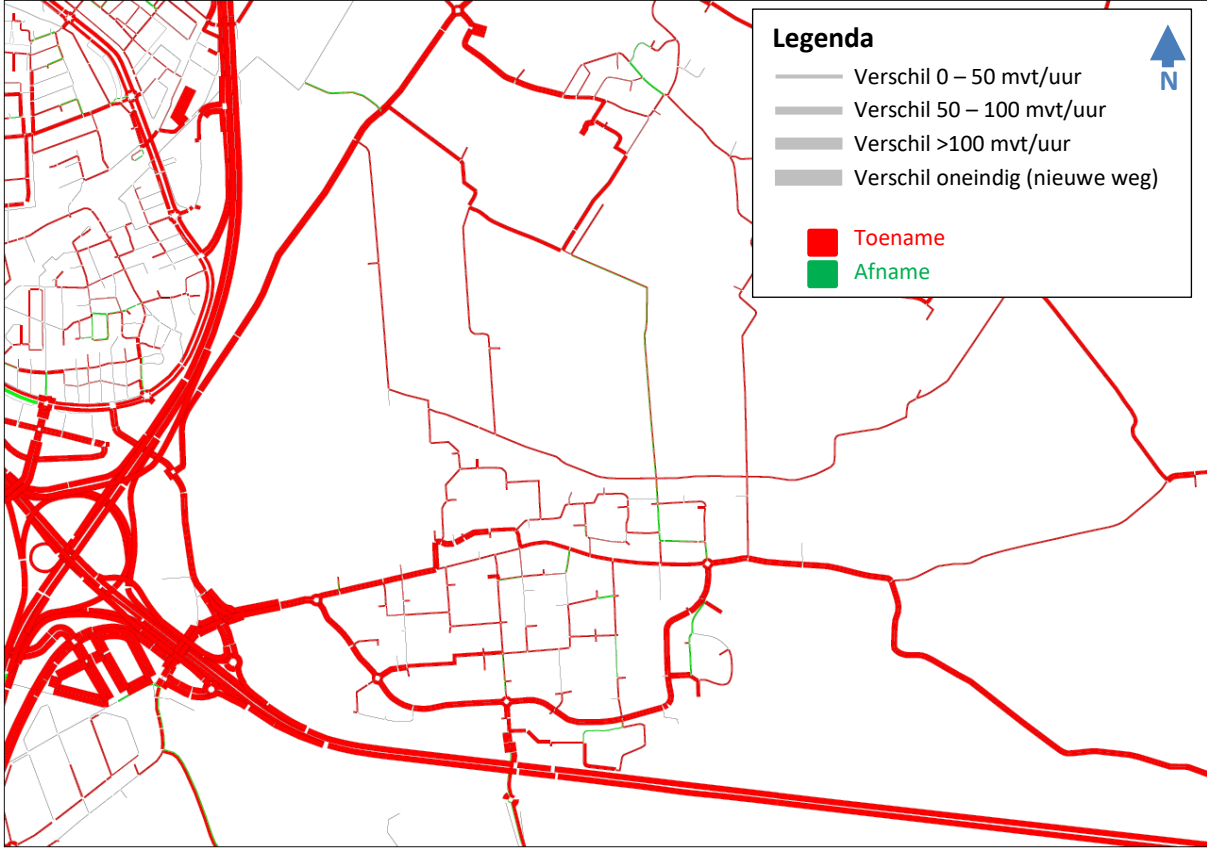 Legenda
N
Verschil 0 – 50 mvt/uur
Verschil 50 – 100 mvt/uur
Verschil >100 mvt/uur
Verschil oneindig (nieuwe weg)
Toename
Afname